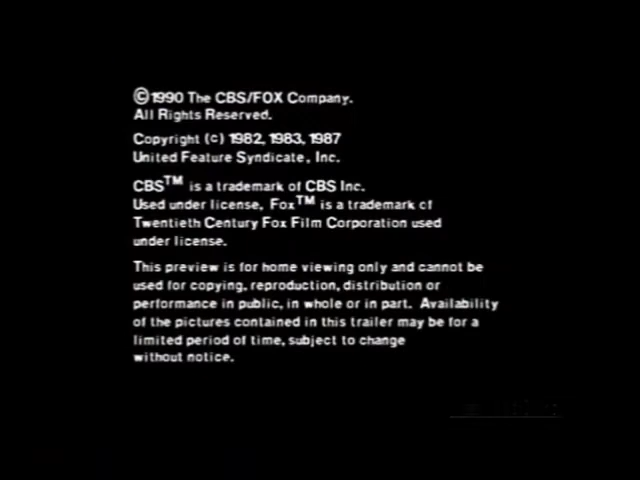 ©1990 The CBS/FOX Company.
All Rights Reserved.
Copyright (c) 1982, 1983, 1987
United Feature Syndicate, Inc.
CBS™ is a trademark of CBS Inc.
Used under license, Fox™ is a trademark of
Twentieth Century Fox Film Corporation used
under license.
This preview is for home viewing only and cannot be
used for copying, reproduction, distribution or
performance in public, in whole or in part. Availability
of the pictures contained in this trailer may be for a
limited period of time, subject to change
without notice.